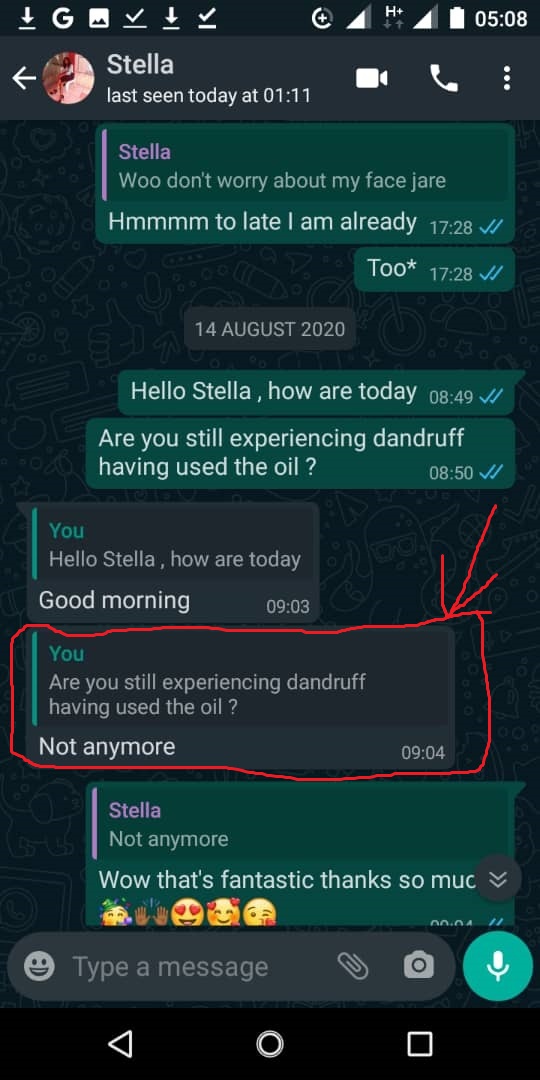 05:08
H+
Stella
last seen today at 01:11
Stella
Woo don't worry about my face jare
Hmmmm to late I am already 17:28
Too* 17:28
14 AUGUST 2020
Hello Stella , how are today 08:49
Are you still experiencing dandruff
having used the oil ? 08:50
You
Hello Stella , how are today
Good morning 09:03
You
Are you still experiencing dandruff
having used the oil ?
Not anymore 09:04
Stella
Not anymore
Wow that's fantastic thanks so muc
Type a message